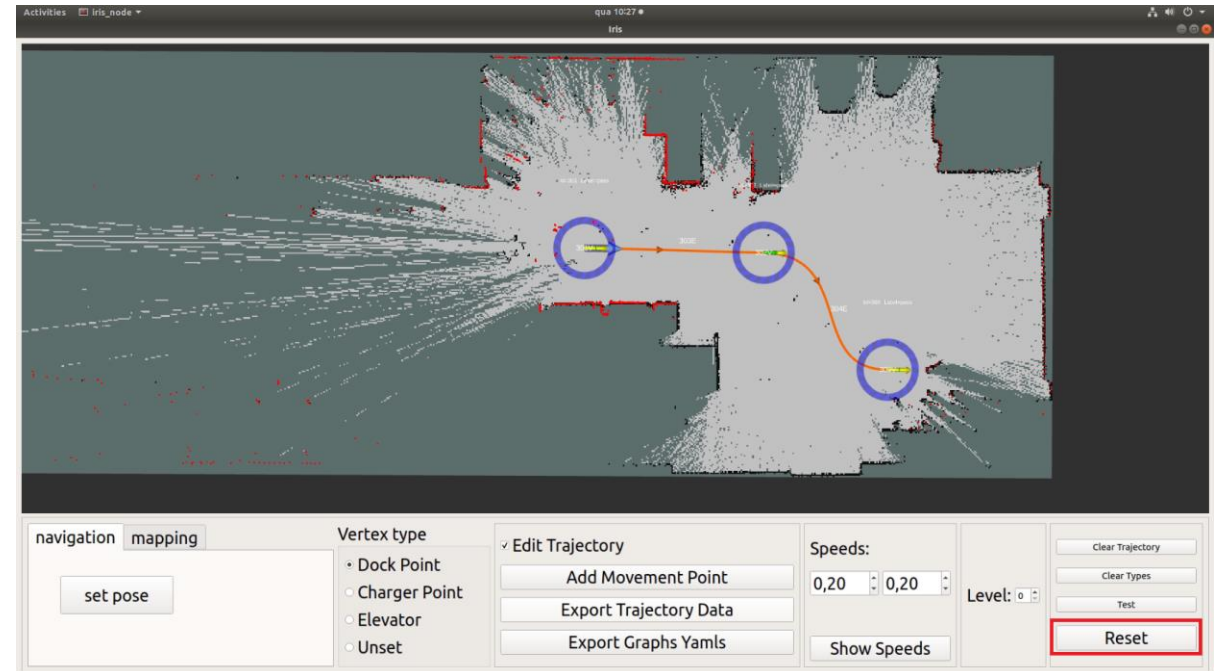 Activities iris_node
qua 10:27
Iris
302E
304E
navigation mapping
set pose
Vertex type
Dock Point
Charger Point
Elevator
Unset
Edit Trajectory
Add Movement Point
Export Trajectory Data
Export Graphs Yamls
Speeds:
0,20 0,20
Show Speeds
Level: 0
Clear Trajectory
Clear Types
Test
Reset